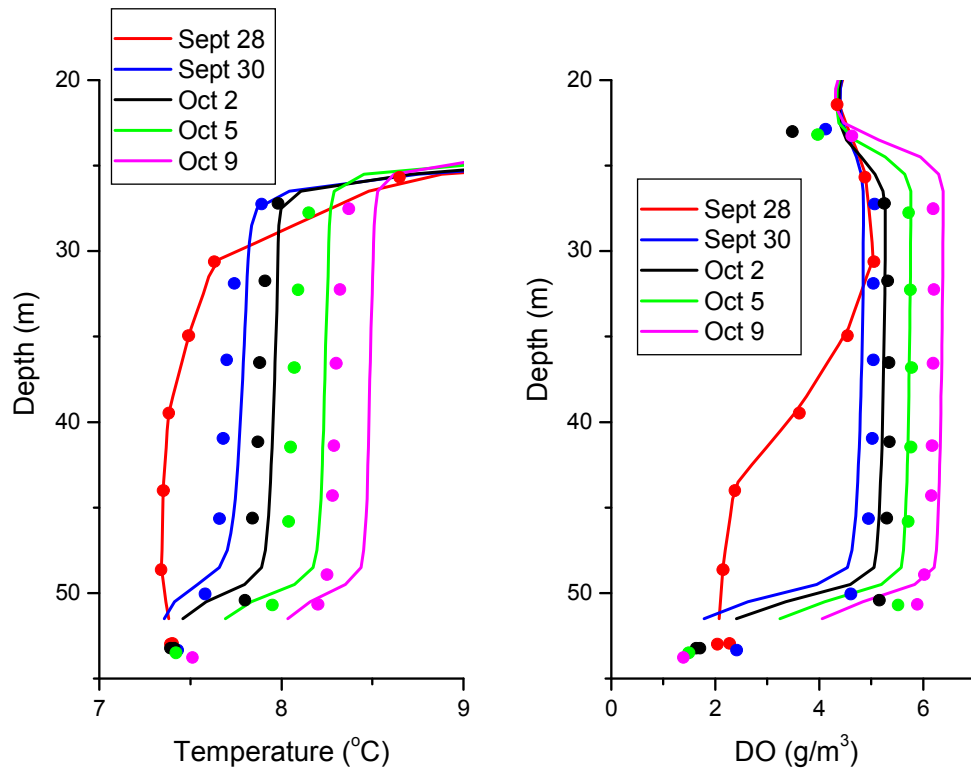 Sept 28
Sept 30
Oct 2
Oct 5
Oct 9
20
30
40
50
Depth (m)
7
8
9
Temperature (°C)
Sept 28
Sept 30
Oct 2
Oct 5
Oct 9
20
30
40
50
Depth (m)
0
2
4
6
DO (g/m³)